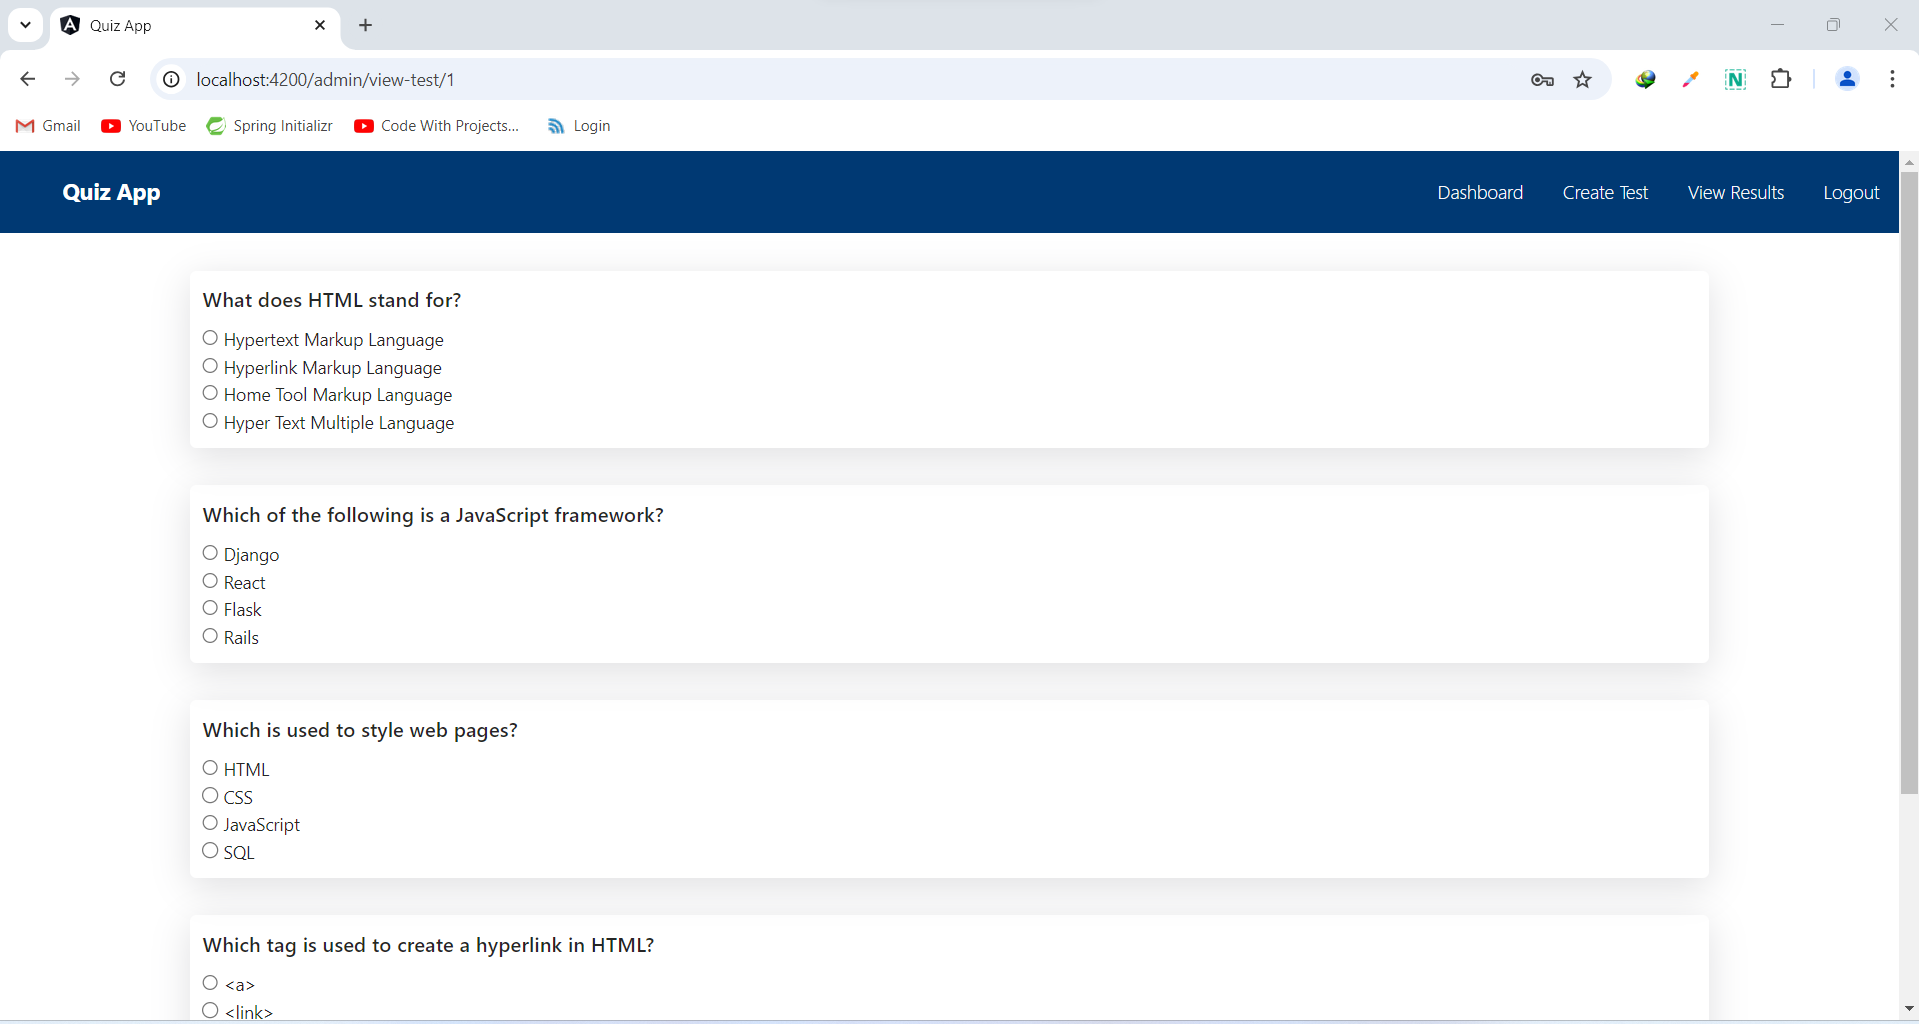 Quiz App
localhost:4200/admin/view-test/1
Gmail YouTube Spring Initializr Code With Projects... Login
Quiz App Dashboard Create Test View Results Logout
What does HTML stand for?
Hypertext Markup Language
Hyperlink Markup Language
Home Tool Markup Language
Hyper Text Multiple Language
Which of the following is a JavaScript framework?
Django
React
Flask
Rails
Which is used to style web pages?
HTML
CSS
JavaScript
SQL
Which tag is used to create a hyperlink in HTML?
<a>
<link>